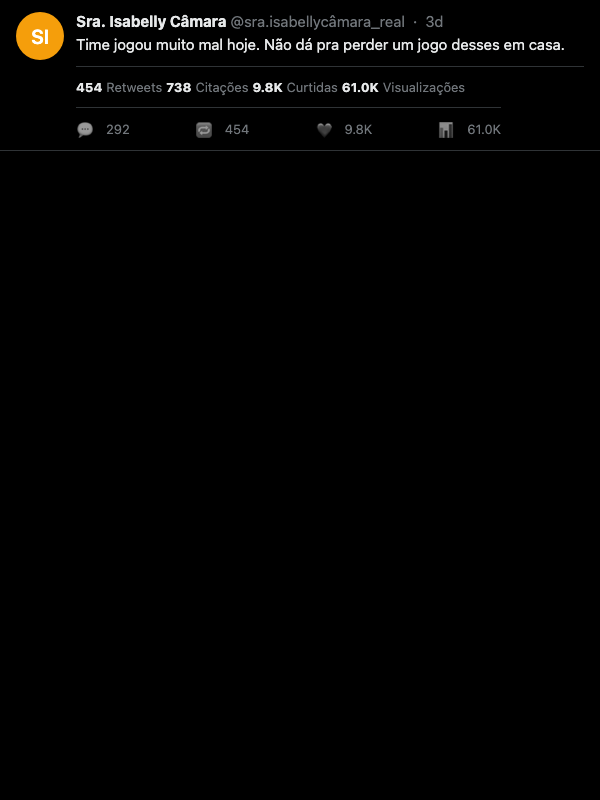 SI
Sra. Isabelly Câmara @sra.isabellycâmara_real · 3d
Time jogou muito mal hoje. Não dá pra perder um jogo desses em casa.
454 Retweets 738 Citações 9.8K Curtidas 61.0K Visualizações
292 454 9.8K 61.0K